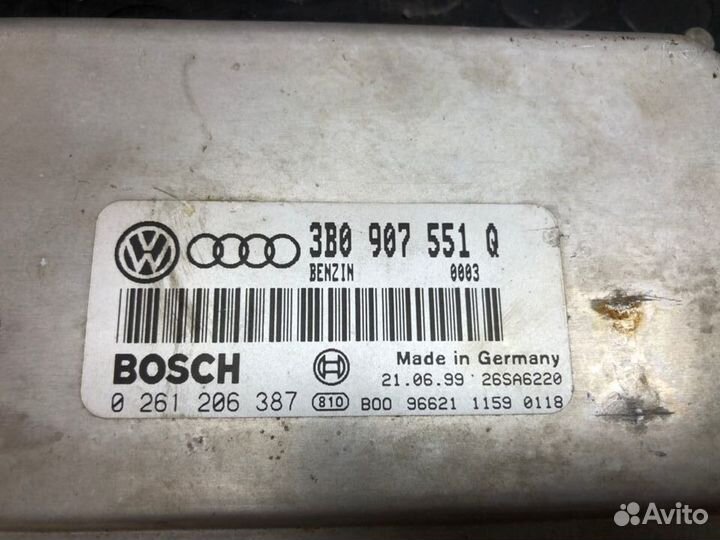 3B0 907 551 Q
BENZIN 0003
BOSCH
Made in Germany
21.06.99 26SA6220
0 261 206 387 810 B00 96621 1159 0118
Avito